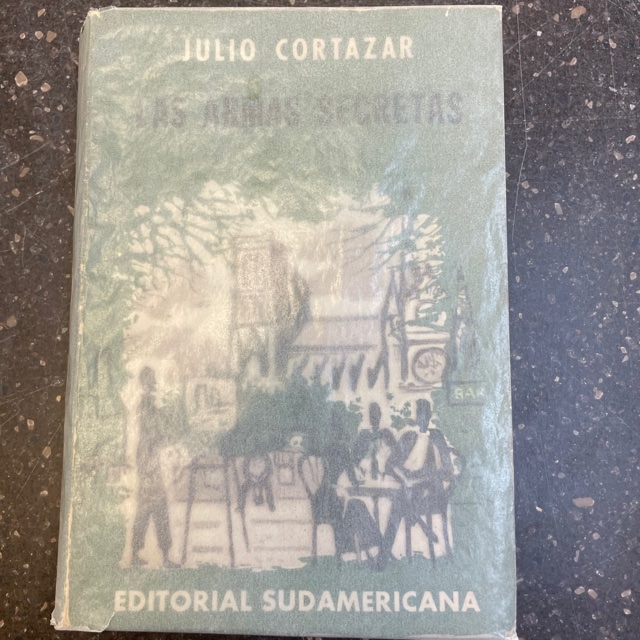 JULIO CORTAZAR
LAS ARMAS SECRETAS
BAR
EDITORIAL SUDAMERICANA